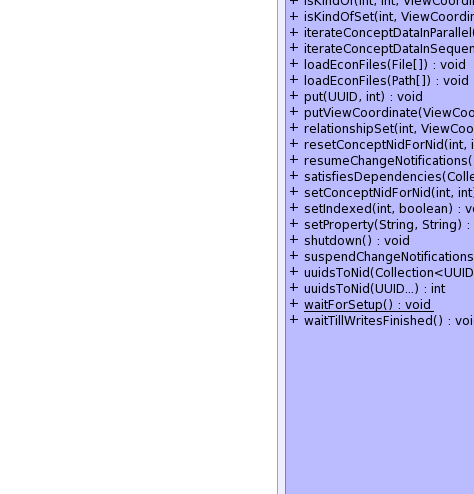 + isKindOf(int, int, ViewCoordin
+ isKindOfSet(int, ViewCoordin
+ iterateConceptDataInParallel(
+ iterateConceptDataInSequen
+ loadEconFiles(File[]) : void
+ loadEconFiles(Path[]) : void
+ put(UUID, int) : void
+ putViewCoordinate(ViewCoo
+ relationshipSet(int, ViewCoo
+ resetConceptNidForNid(int, i
+ resumeChangeNotifications(
+ satisfiesDependencies(Colle
+ setConceptNidForNid(int, int
+ setIndexed(int, boolean) : vo
+ setProperty(String, String) :
+ shutdown() : void
+ suspendChangeNotifications
+ uuidsToNid(Collection<UUID
+ uuidsToNid(UUID...) : int
+ waitForSetup() : void
+ waitTillWritesFinished() : voi